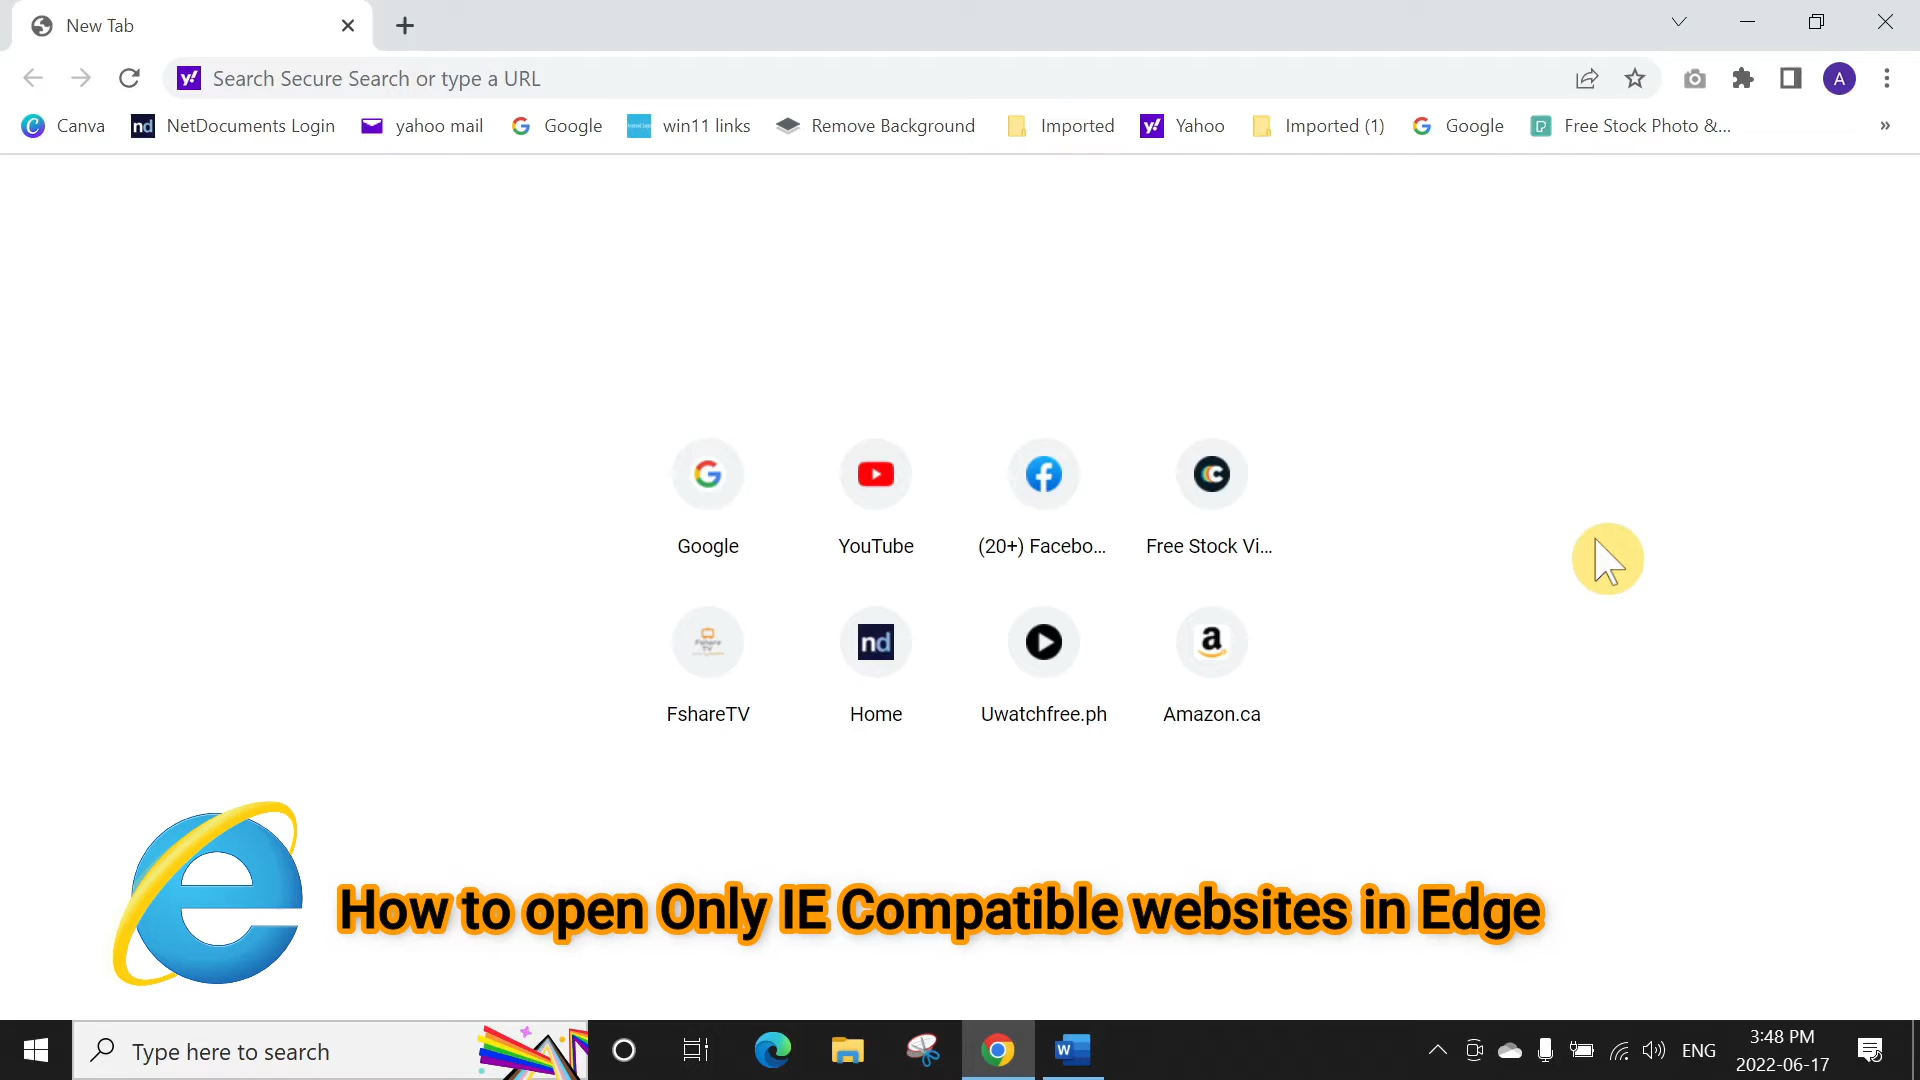 New Tab
Search Secure Search or type a URL
A
Canva nd NetDocuments Login yahoo mail Google win11 links Remove Background Imported y! Yahoo Imported (1) Google Free Stock Photo &... »
Google YouTube (20+) Facebo... Free Stock Vi...
FshareTV Home Uwatchfree.ph Amazon.ca
How to open Only IE Compatible websites in Edge
Type here to search
ENG
3:48 PM
2022-06-17